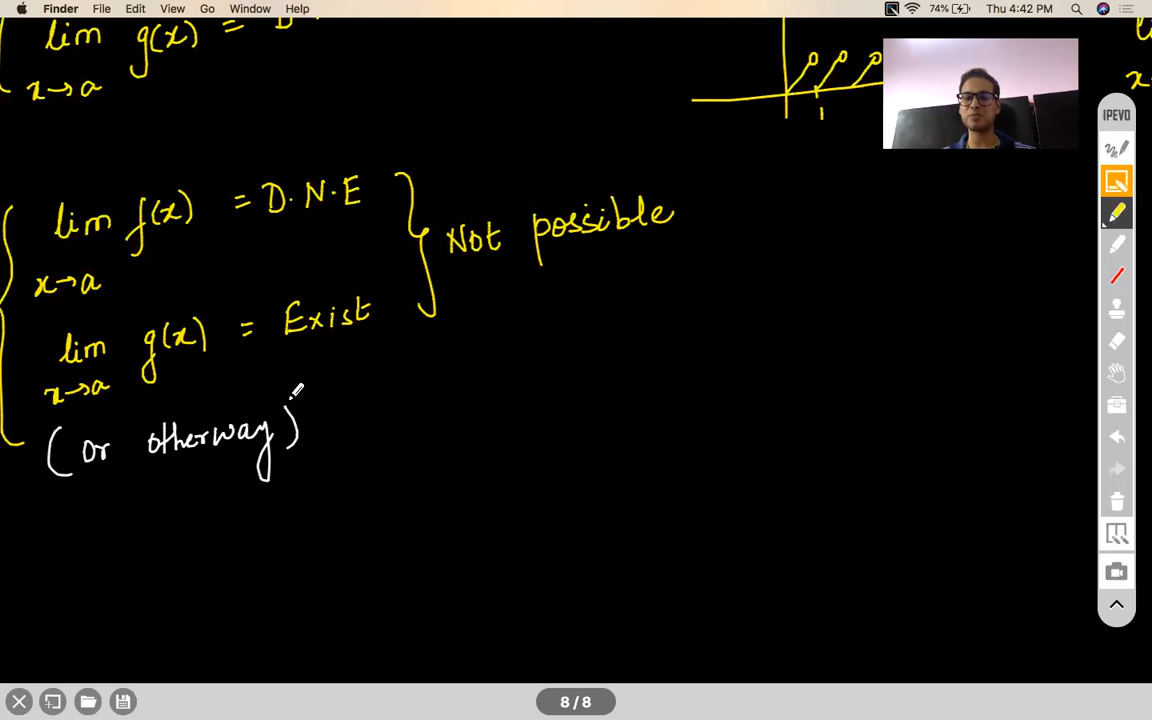 Finder File Edit View Window Go Help 74% Thu 4:42 PM
lim g(x) =
x→a
1
x→
IPEVO
lim f(x) = D.N.E
x→a
Not possible
lim g(x) = Exist
x→a
(or otherway)
8 / 8